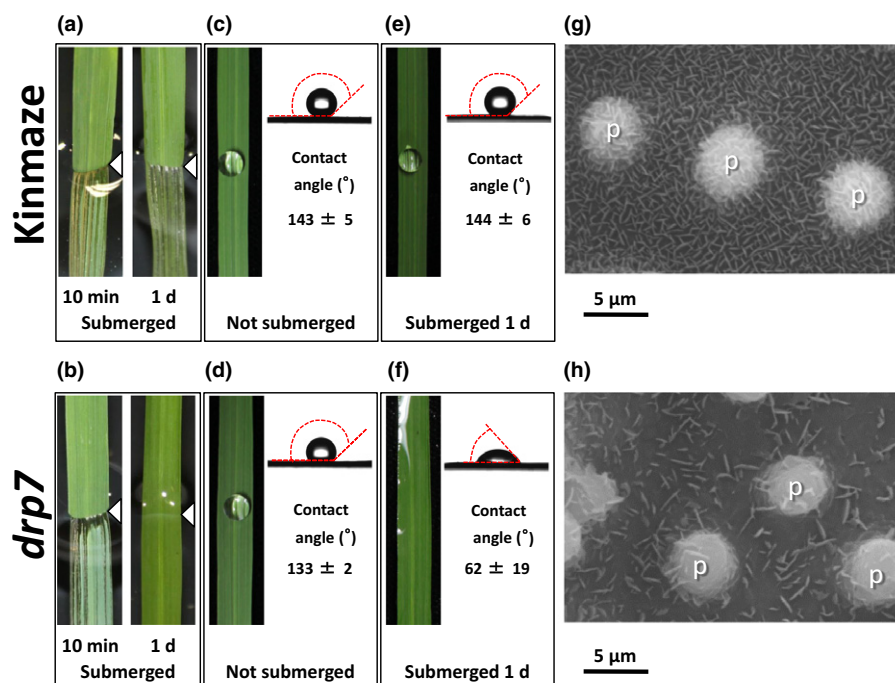 (a)
(c)
(e)
(g)
Kinmaze
Contact
angle (°)
143 ± 5
Contact
angle (°)
144 ± 6
p
p
p
10 min
1 d
Submerged
Not submerged
Submerged 1 d
5 µm
(b)
(d)
(f)
(h)
drp7
Contact
angle (°)
133 ± 2
Contact
angle (°)
62 ± 19
p
p
p
10 min
1 d
Submerged
Not submerged
Submerged 1 d
5 µm